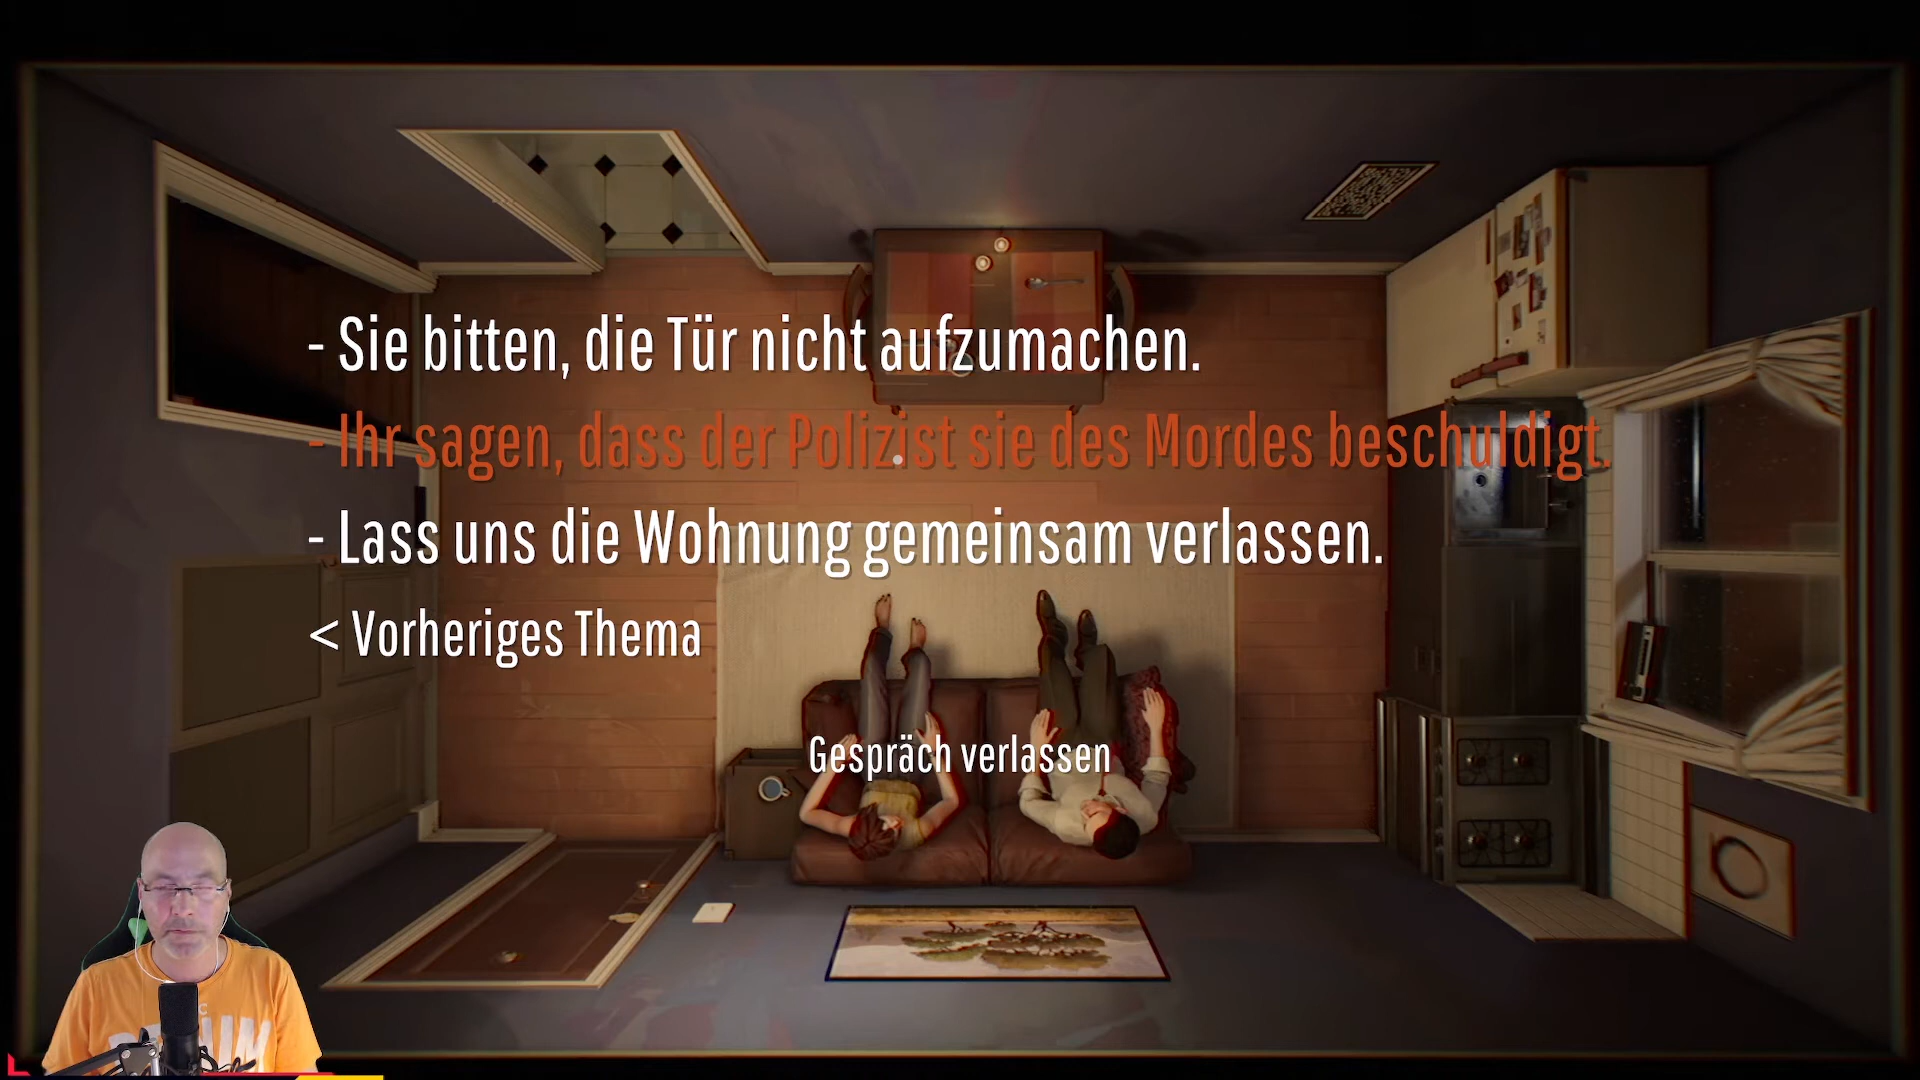 - Sie bitten, die Tür nicht aufzumachen.
- Ihr sagen, dass der Polizist sie des Mordes beschuldigt.
- Lass uns die Wohnung gemeinsam verlassen.
< Vorheriges Thema
Gespräch verlassen